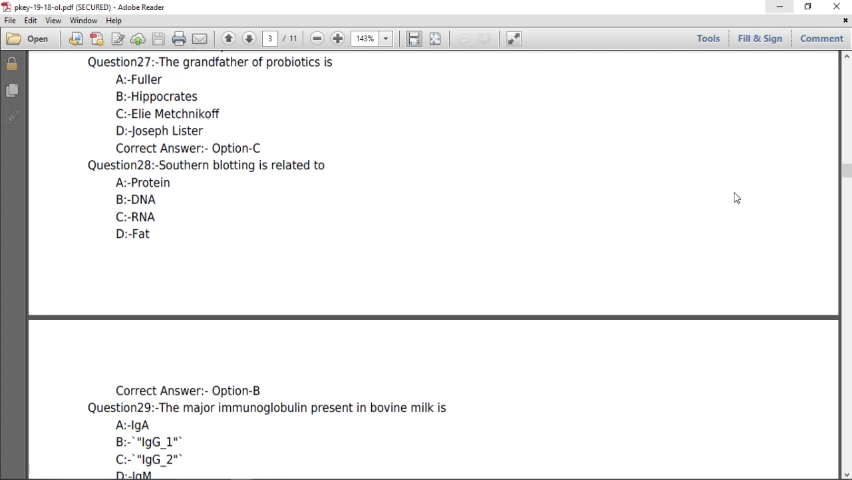 pkey-19-18-ol.pdf (SECURED) - Adobe Reader
File Edit View Window Help
Open 3 / 11 143% Tools Fill & Sign Comment
Question27:-The grandfather of probiotics is
A:-Fuller
B:-Hippocrates
C:-Elie Metchnikoff
D:-Joseph Lister
Correct Answer:- Option-C
Question28:-Southern blotting is related to
A:-Protein
B:-DNA
C:-RNA
D:-Fat
Correct Answer:- Option-B
Question29:-The major immunoglobulin present in bovine milk is
A:-IgA
B:-`"IgG_1"`
C:-`"IgG_2"`
D:-IgM